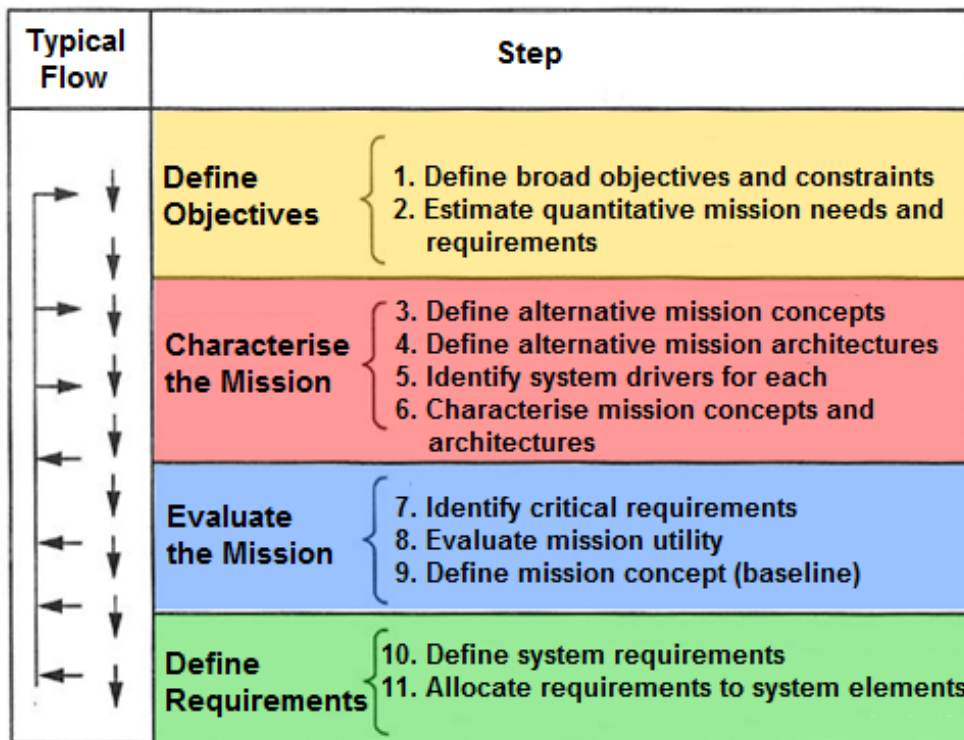 Typical
Flow
Step
Define
Objectives
1. Define broad objectives and constraints
2. Estimate quantitative mission needs and
requirements
Characterise
the Mission
3. Define alternative mission concepts
4. Define alternative mission architectures
5. Identify system drivers for each
6. Characterise mission concepts and
architectures
Evaluate
the Mission
7. Identify critical requirements
8. Evaluate mission utility
9. Define mission concept (baseline)
Define
Requirements
10. Define system requirements
11. Allocate requirements to system elements